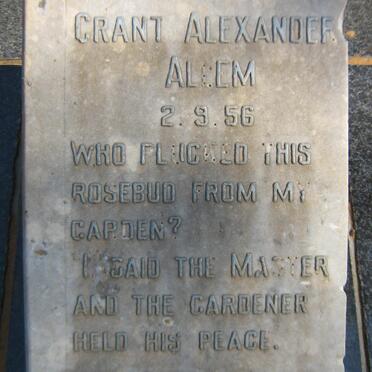 GRANT ALEXANDER
2.9.56
WHO PLUCKED THIS
ROSEBUD FROM MY
GARDEN?
"I" SAID THE MASTER
AND THE GARDENER
HELD HIS PEACE.